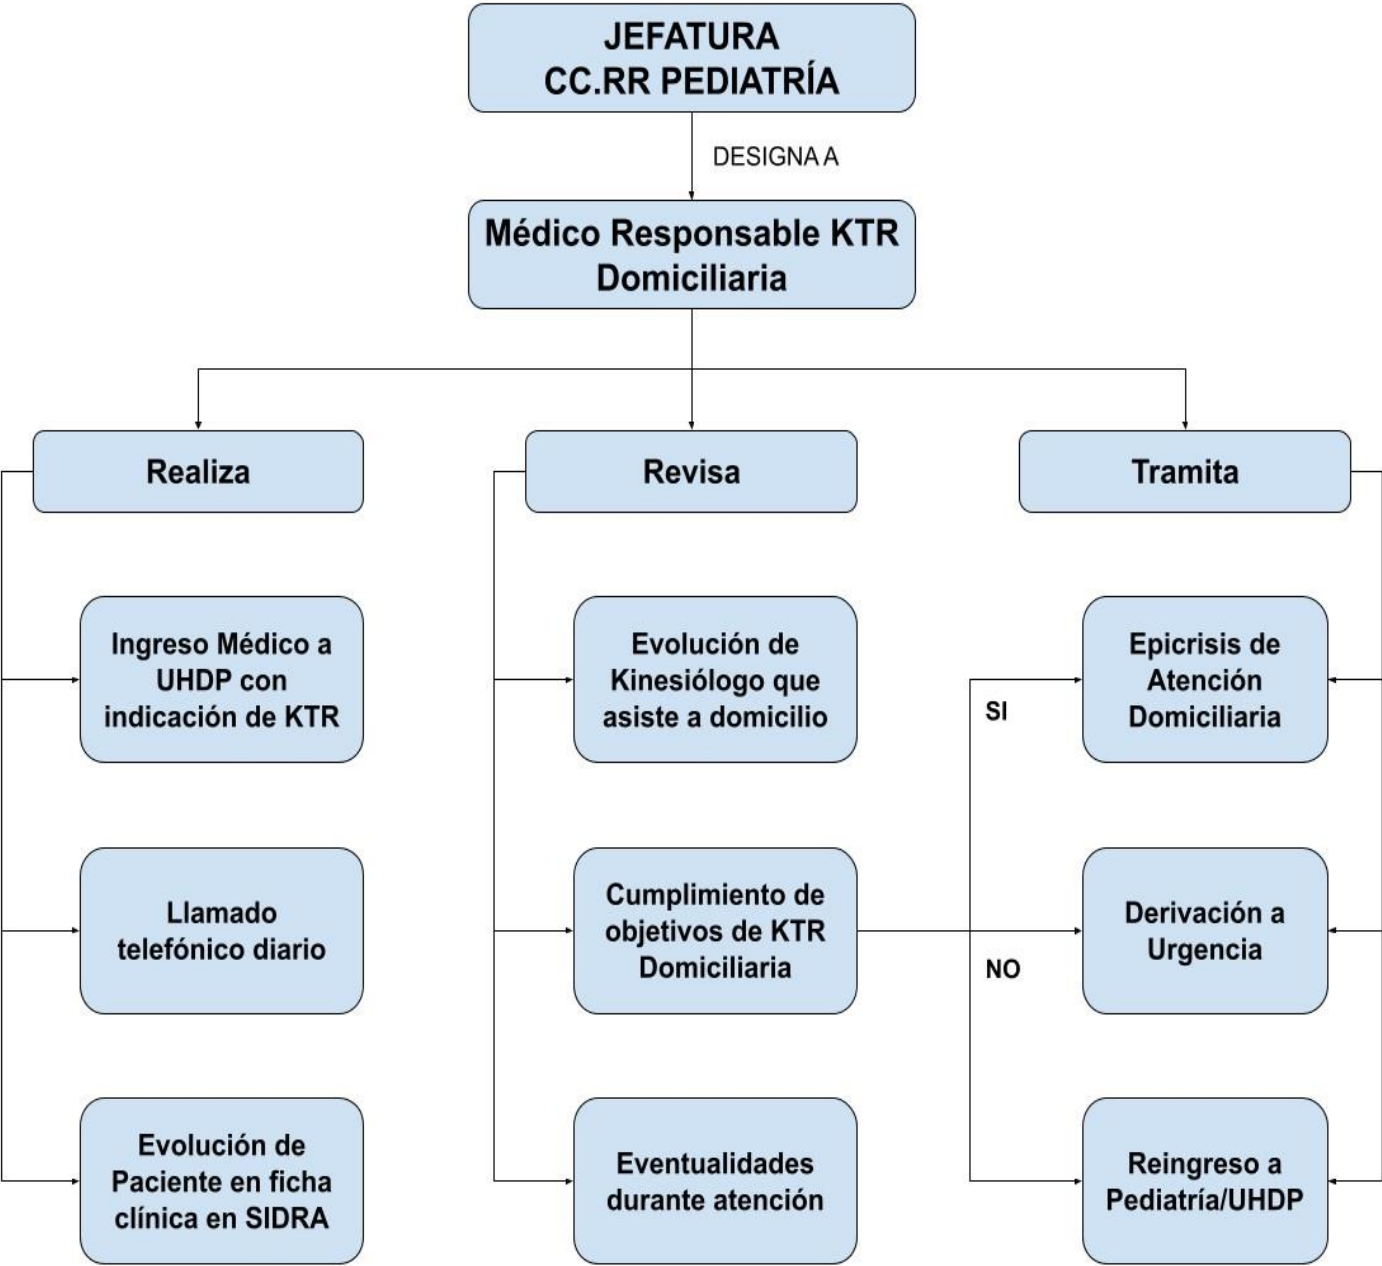 JEFATURA
CC.RR PEDIATRÍA
DESIGNA A
Médico Responsable KTR
Domiciliaria
Realiza
Revisa
Tramita
Ingreso Médico a
UHDP con
indicación de KTR
Evolución de
Kinesiólogo que
asiste a domicilio
SI
Epicrisis de
Atención
Domiciliaria
Llamado
telefónico diario
Cumplimiento de
objetivos de KTR
Domiciliaria
NO
Derivación a
Urgencia
Evolución de
Paciente en ficha
clínica en SIDRA
Eventualidades
durante atención
Reingreso a
Pediatría/UHDP